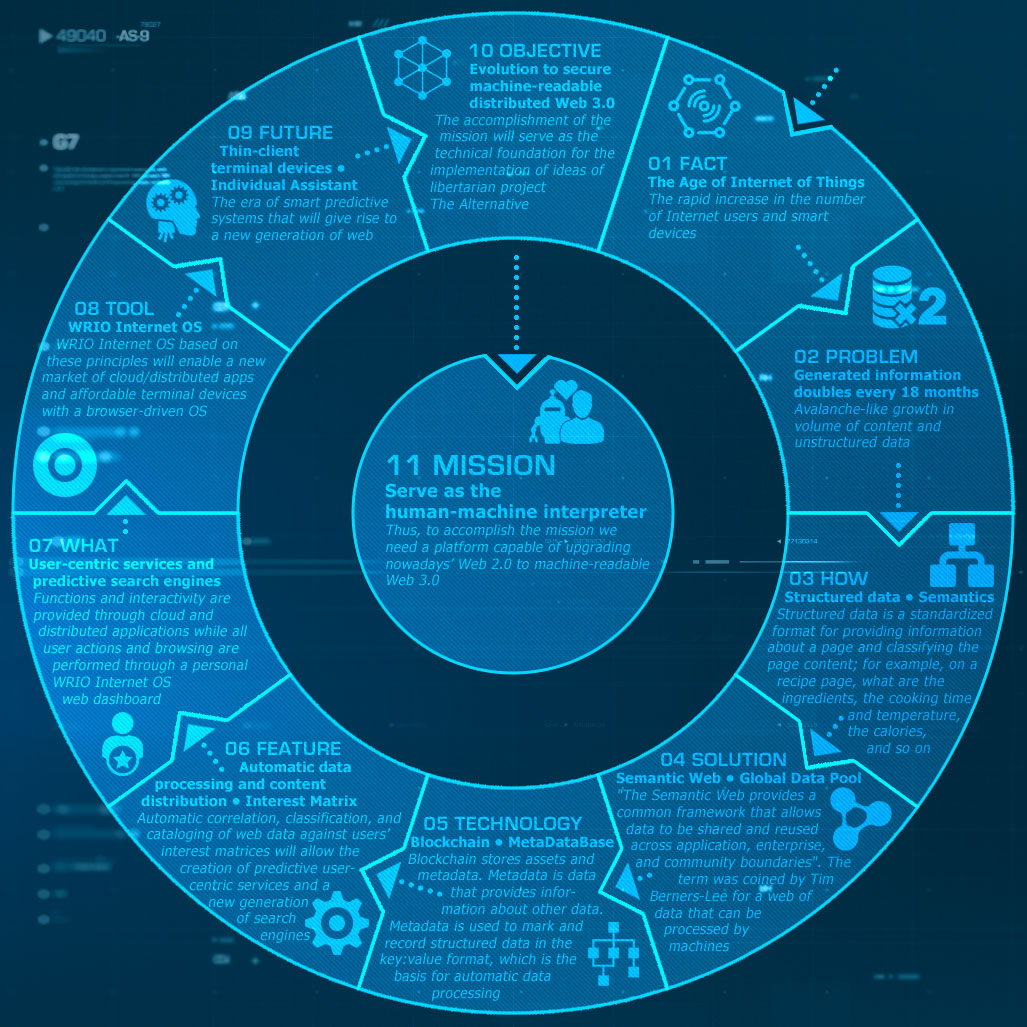 49040 -AS-9
10 OBJECTIVE
Evolution to secure
machine-readable
distributed Web 3.0
The accomplishment of the
mission will serve as the
technical foundation for the
implementation of ideas of
libertarian project
The Alternative
01 FACT
The Age of Internet of Things
The rapid increase in the number
of Internet users and smart
devices
×2
02 PROBLEM
Generated information
doubles every 18 months
Avalanche-like growth in
volume of content and
unstructured data
03 HOW
Structured data • Semantics
Structured data is a standardized
format for providing information
about a page and classifying the
page content; for example, on a
recipe page, what are the
ingredients, the cooking time
and temperature,
the calories,
and so on
04 SOLUTION
Semantic Web • Global Data Pool
"The Semantic Web provides a
common framework that allows
data to be shared and reused
across application, enterprise,
and community boundaries". The
term was coined by Tim
Berners-Lee for a web of
data that can be
processed by
machines
05 TECHNOLOGY
Blockchain • MetaDataBase
Blockchain stores assets and
metadata. Metadata is data
that provides infor-
mation about other data.
Metadata is used to mark and
record structured data in the
key:value format, which is the
basis for automatic data
processing
06 FEATURE
Automatic data
processing and content
distribution • Interest Matrix
Automatic correlation, classification, and
cataloging of web data against users'
interest matrices will allow the
creation of predictive user-
centric services and a
new generation
of search
engines
07 WHAT
User-centric services and
predictive search engines
Functions and interactivity are
provided through cloud and
distributed applications while all
user actions and browsing are
performed through a personal
WRIO Internet OS
web dashboard
08 TOOL
WRIO Internet OS
WRIO Internet OS based on
these principles will enable a new
market of cloud/distributed apps
and affordable terminal devices
with a browser-driven OS
09 FUTURE
Thin-client
terminal devices •
Individual Assistant
The era of smart predictive
systems that will give rise to
a new generation of web
11 MISSION
Serve as the
human-machine interpreter
Thus, to accomplish the mission we
need a platform capable of upgrading
nowadays' Web 2.0 to machine-readable
Web 3.0